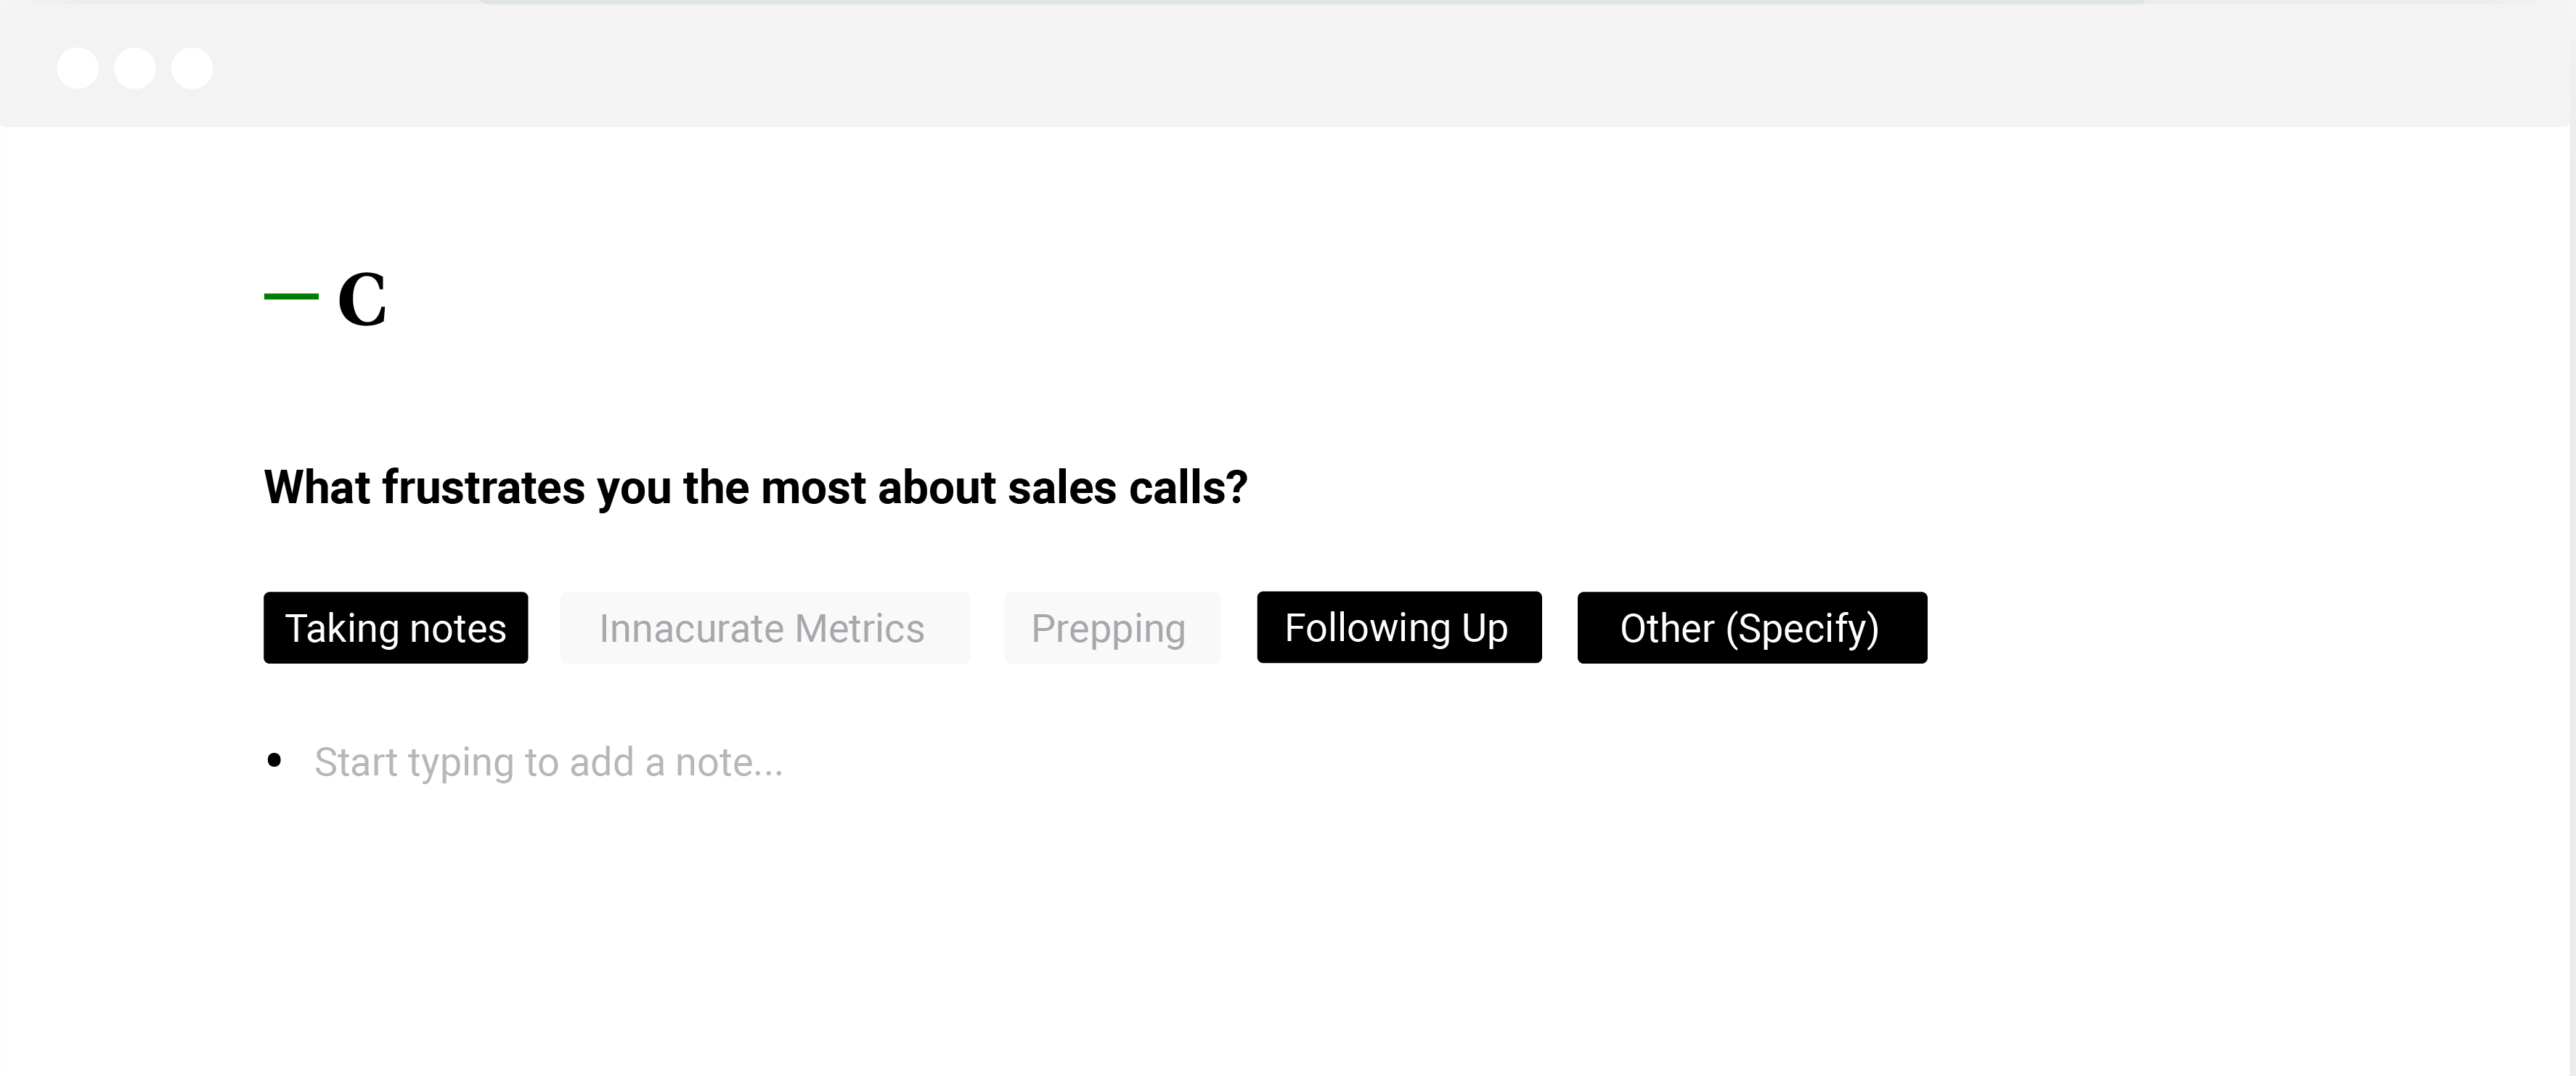 C
What frustrates you the most about sales calls?
Taking notes Innacurate Metrics Prepping Following Up Other (Specify)
• Start typing to add a note...